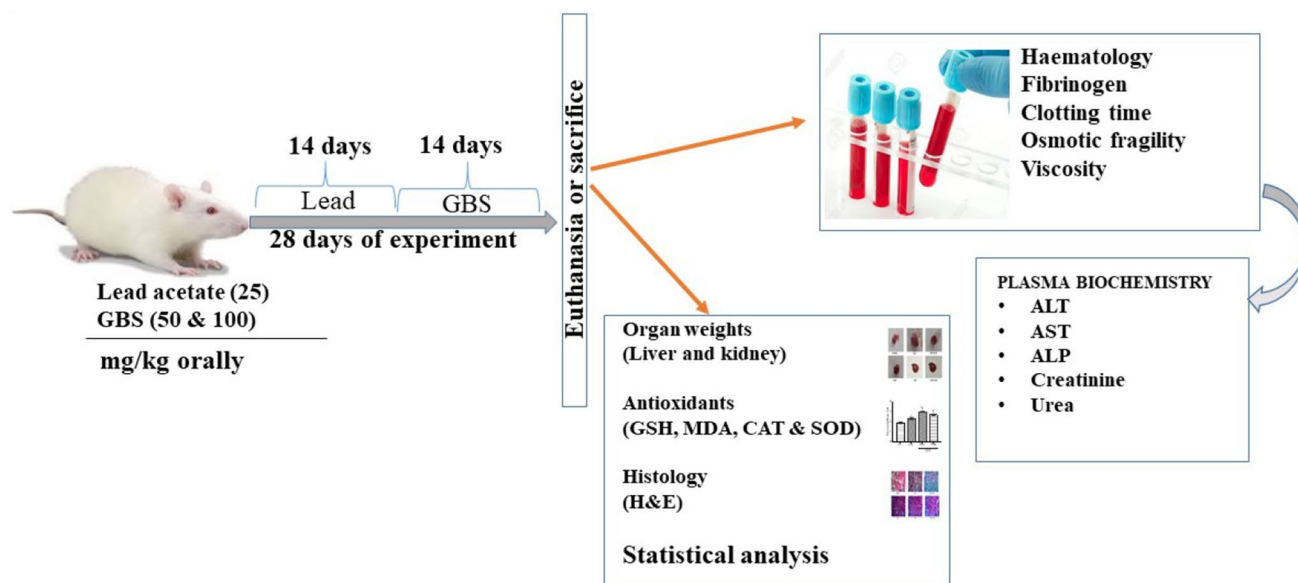 14 days
14 days
Lead
GBS
28 days of experiment
Lead acetate (25)
GBS (50 & 100)
mg/kg orally
Euthanasia or sacrifice
Haematology
Fibrinogen
Clotting time
Osmotic fragility
Viscosity
PLASMA BIOCHEMISTRY
• ALT
• AST
• ALP
• Creatinine
• Urea
Organ weights
(Liver and kidney)
Antioxidants
(GSH, MDA, CAT & SOD)
Histology
(H&E)
Statistical analysis